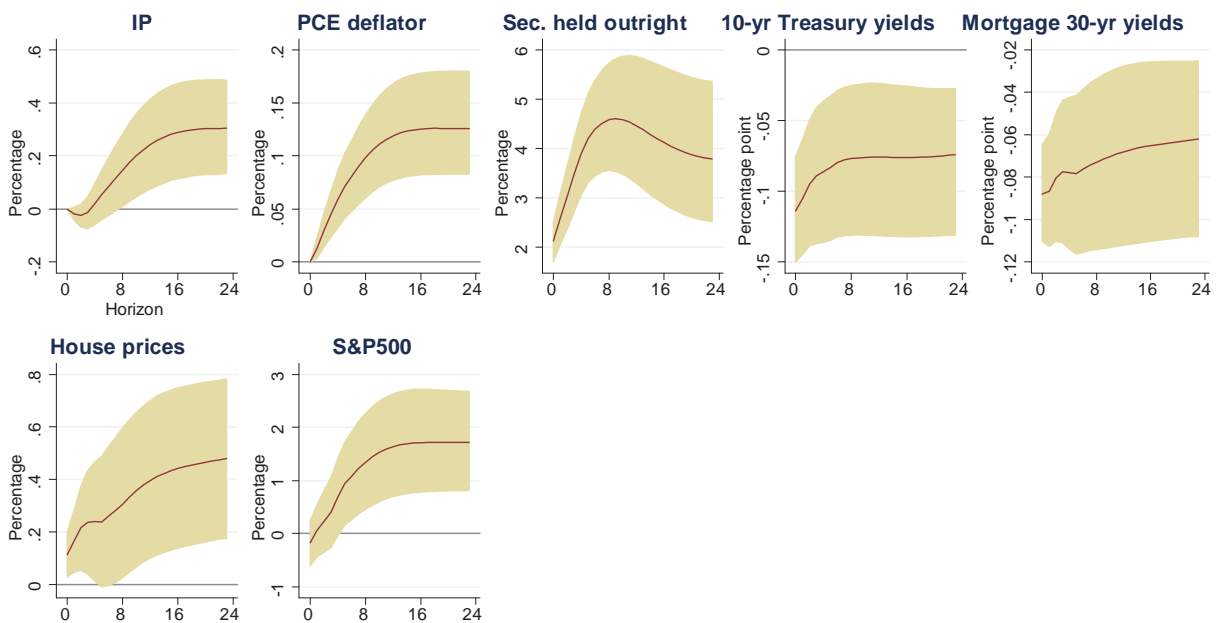 IP
Percentage
.6
.4
.2
0
-.2
0 8 16 24
Horizon
PCE deflator
Percentage
.2
.15
.1
.05
0
0 8 16 24
Sec. held outright
Percentage
6
5
4
3
2
0 8 16 24
10-yr Treasury yields
Percentage point
0
-.05
-.1
-.15
0 8 16 24
Mortgage 30-yr yields
Percentage point
-.02
-.04
-.06
-.08
-.1
-.12
0 8 16 24
House prices
Percentage
.8
.6
.4
.2
0
0 8 16 24
S&P500
Percentage
3
2
1
0
-1
0 8 16 24